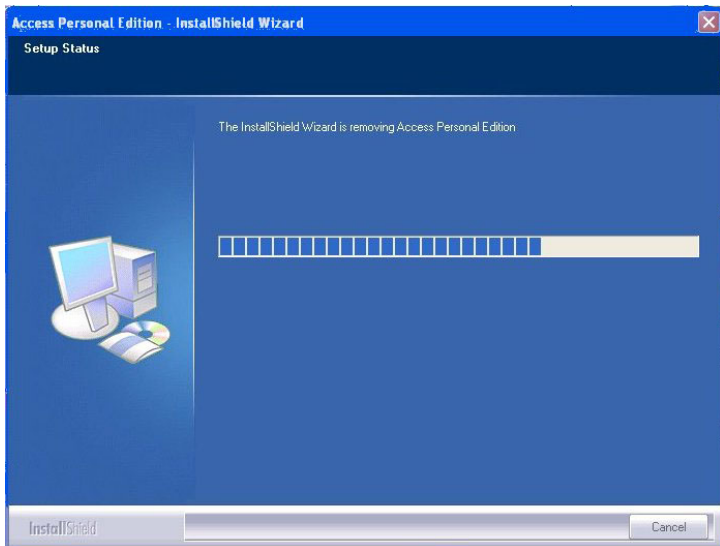 Access Personal Edition - InstallShield Wizard
Setup Status
The InstallShield Wizard is removing Access Personal Edition
InstallShield
Cancel